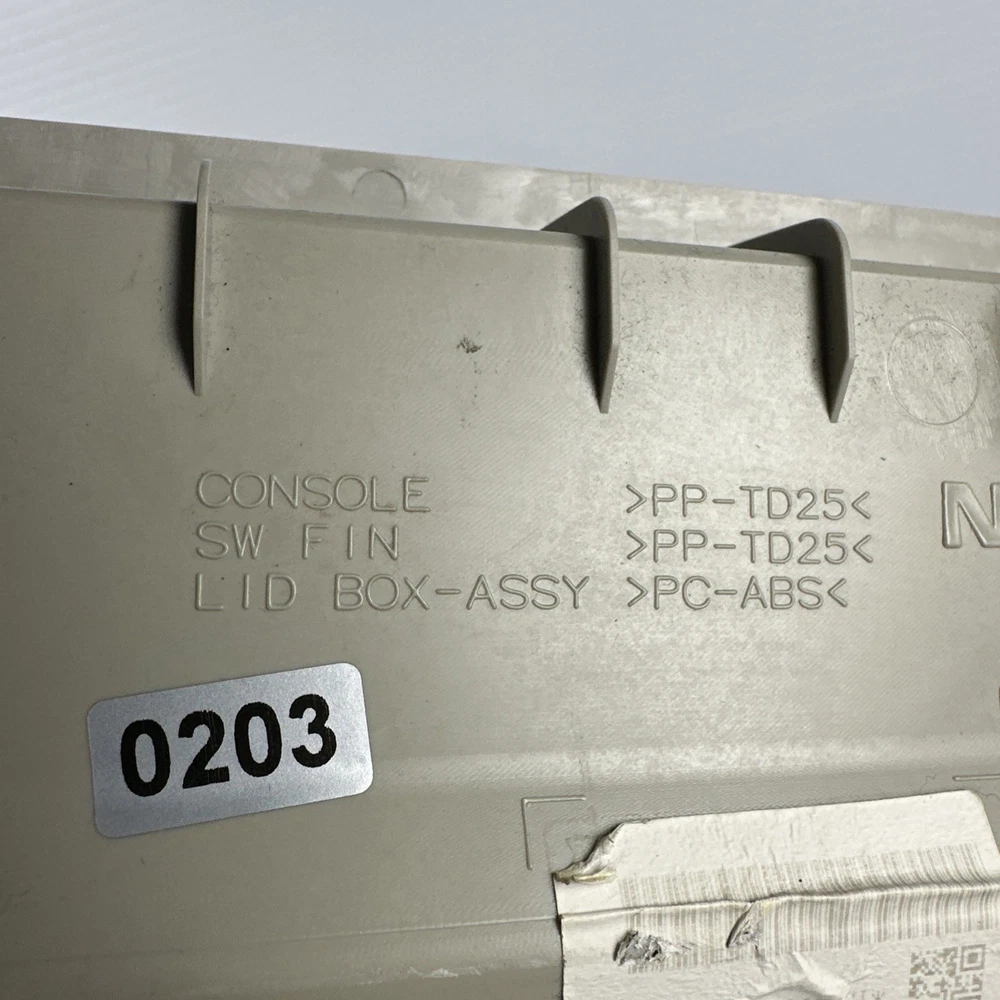 CONSOLE >PP-TD25<
SW FIN >PP-TD25<
LID BOX-ASSY >PC-ABS<
N
0203